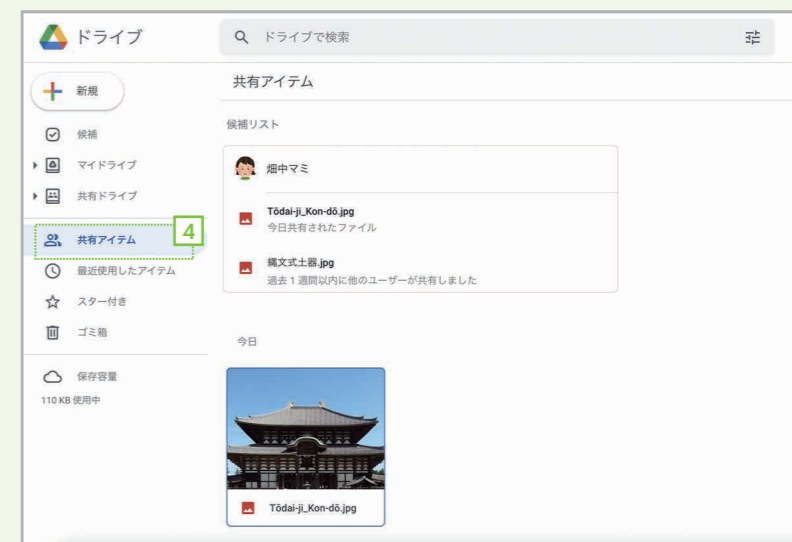 ドライブ
ドライブで検索
新規
候補
マイドライブ
共有ドライブ
共有アイテム
4
最近使用したアイテム
スター付き
ゴミ箱
保存容量
110 KB 使用中
共有アイテム
候補リスト
畑中マミ
Tōdai-ji_Kon-dō.jpg
今日共有されたファイル
縄文式土器.jpg
過去 1 週間以内に他のユーザーが共有しました
今日
Tōdai-ji_Kon-dō.jpg